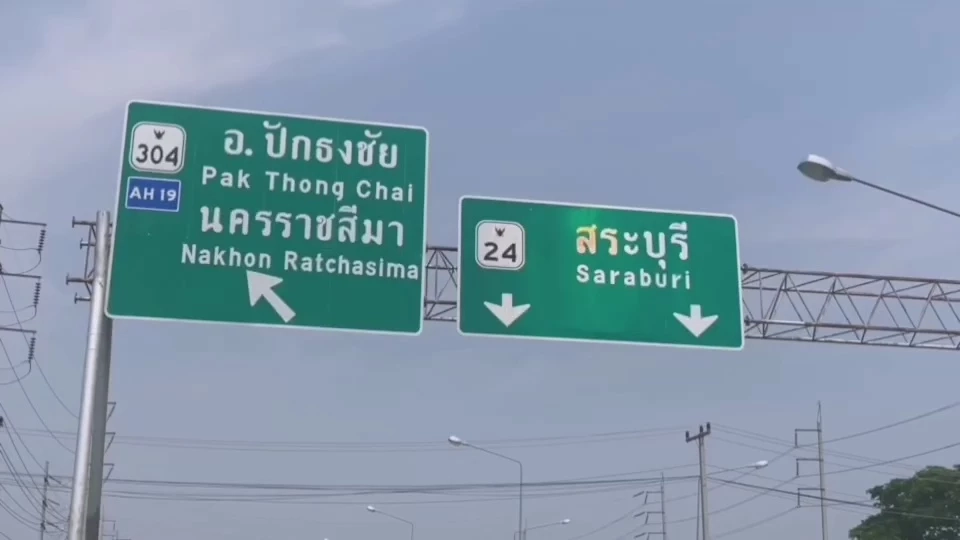 304
อ. ปักธงชัย
Pak Thong Chai
AH 19
นครราชสีมา
Nakhon Ratchasima
24
สระบุรี
Saraburi